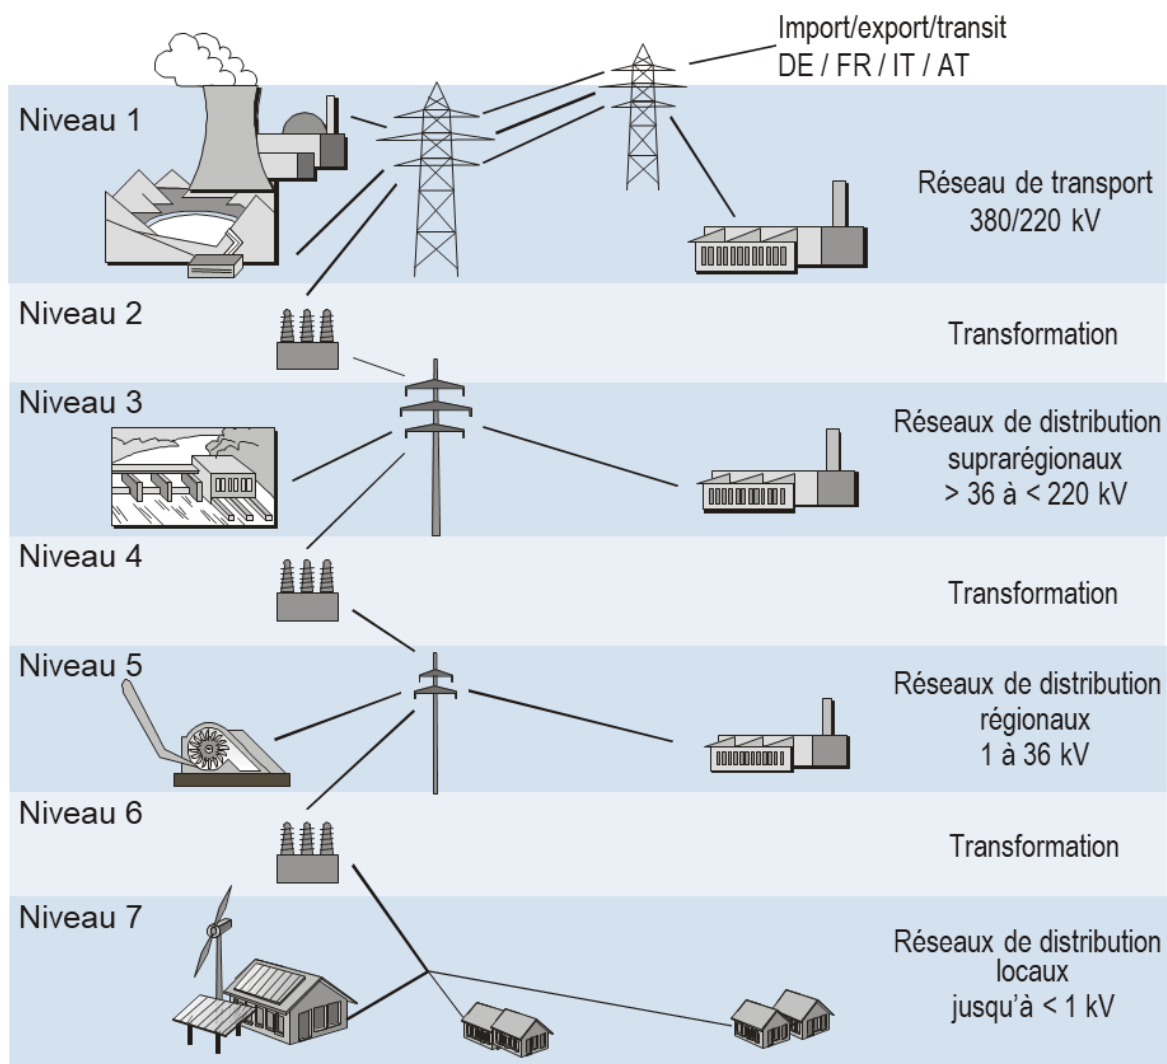 Import/export/transit
DE / FR / IT / AT
Niveau 1
Réseau de transport
380/220 kV
Niveau 2
Transformation
Niveau 3
Réseaux de distribution
suprarégionaux
> 36 à < 220 kV
Niveau 4
Transformation
Niveau 5
Réseaux de distribution
régionaux
1 à 36 kV
Niveau 6
Transformation
Niveau 7
Réseaux de distribution
locaux
jusqu’à < 1 kV